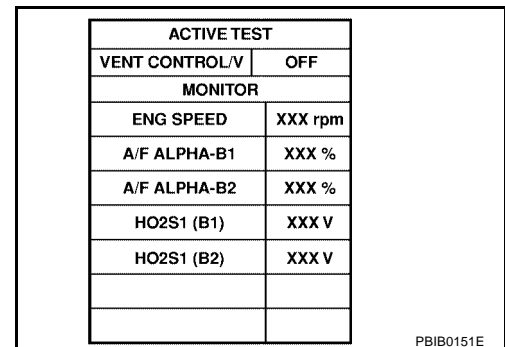 ACTIVE TEST
VENT CONTROL/V OFF
MONITOR
ENG SPEED XXX rpm
A/F ALPHA-B1 XXX %
A/F ALPHA-B2 XXX %
HO2S1 (B1) XXX V
HO2S1 (B2) XXX V
PBIB0151E